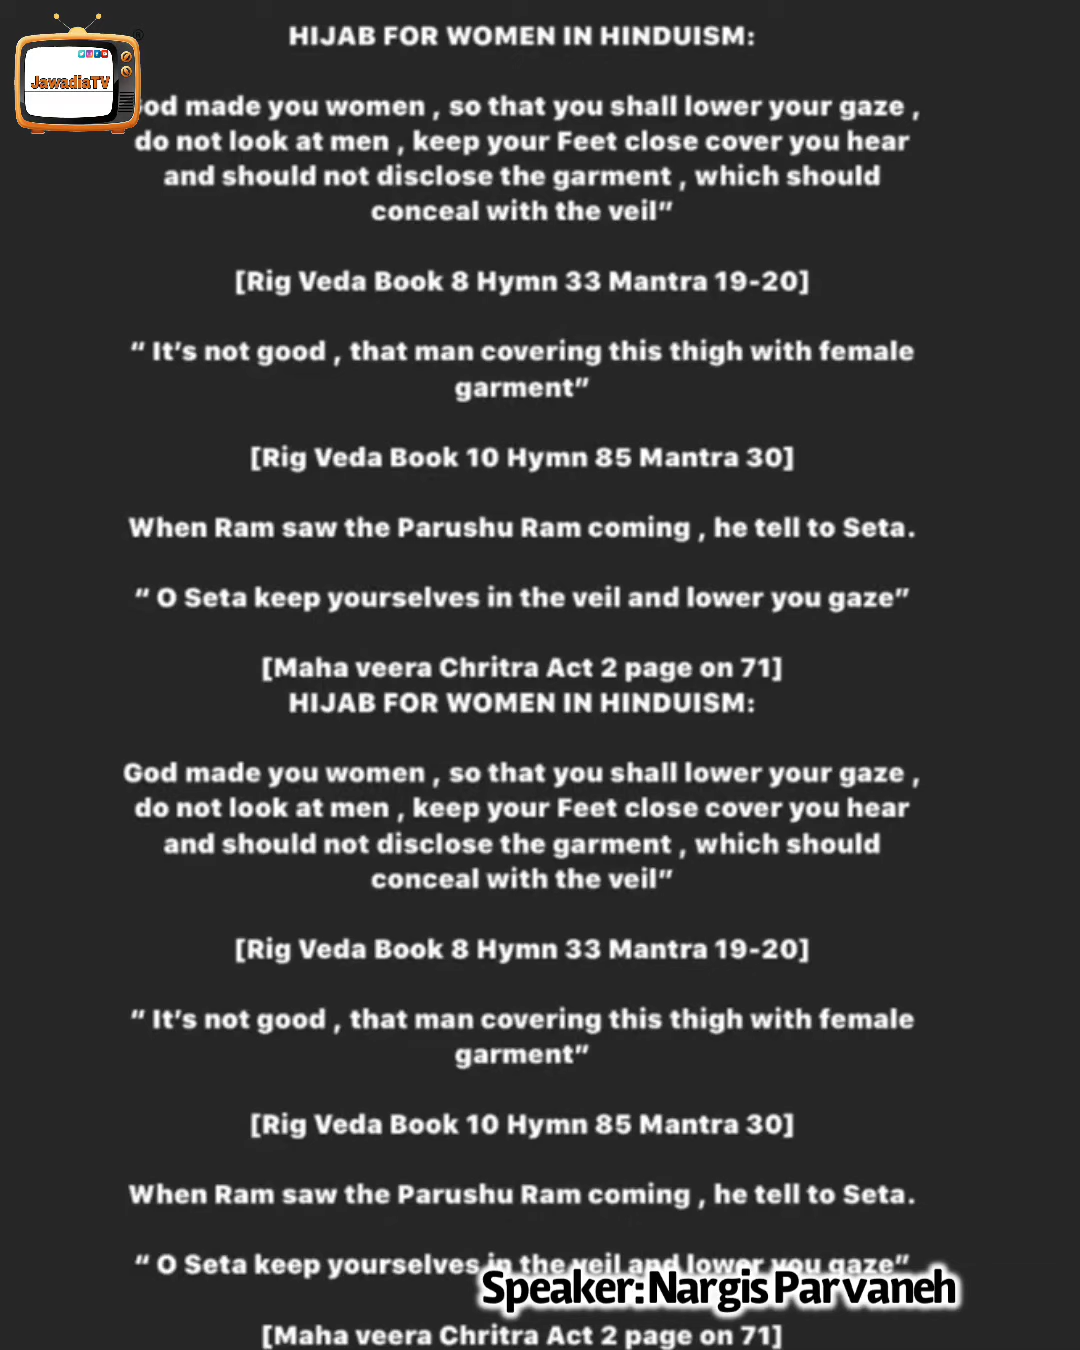 JawadiaTV
HIJAB FOR WOMEN IN HINDUISM:
God made you women , so that you shall lower your gaze ,
do not look at men , keep your Feet close cover you hear
and should not disclose the garment , which should
conceal with the veil”
[Rig Veda Book 8 Hymn 33 Mantra 19-20]
“ It’s not good , that man covering this thigh with female
garment”
[Rig Veda Book 10 Hymn 85 Mantra 30]
When Ram saw the Parushu Ram coming , he tell to Seta.
“ O Seta keep yourselves in the veil and lower you gaze”
[Maha veera Chritra Act 2 page on 71]
HIJAB FOR WOMEN IN HINDUISM:
God made you women , so that you shall lower your gaze ,
do not look at men , keep your Feet close cover you hear
and should not disclose the garment , which should
conceal with the veil”
[Rig Veda Book 8 Hymn 33 Mantra 19-20]
“ It’s not good , that man covering this thigh with female
garment”
[Rig Veda Book 10 Hymn 85 Mantra 30]
When Ram saw the Parushu Ram coming , he tell to Seta.
“ O Seta keep yourselves in the veil and lower you gaze”
Speaker: Nargis Parvaneh
[Maha veera Chritra Act 2 page on 71]